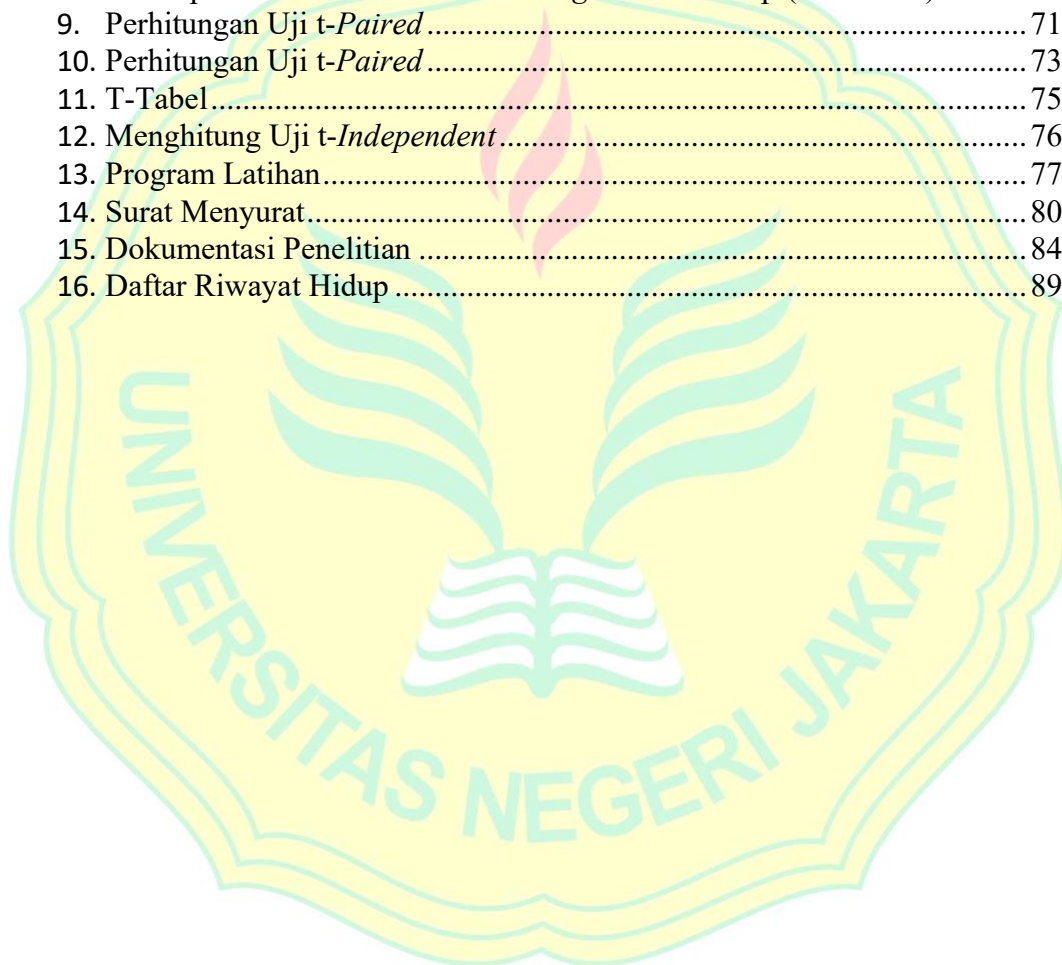 9. Perhitungan Uji t-Paired ........................................................................ 71
10. Perhitungan Uji t-Paired ........................................................................ 73
11. T-Tabel ........................................................................ 75
12. Menghitung Uji t-Independent ........................................................................ 76
13. Program Latihan ........................................................................ 77
14. Surat Menyurat ........................................................................ 80
15. Dokumentasi Penelitian ........................................................................ 84
16. Daftar Riwayat Hidup ........................................................................ 89
UNIVERSITAS NEGERI JAKARTA